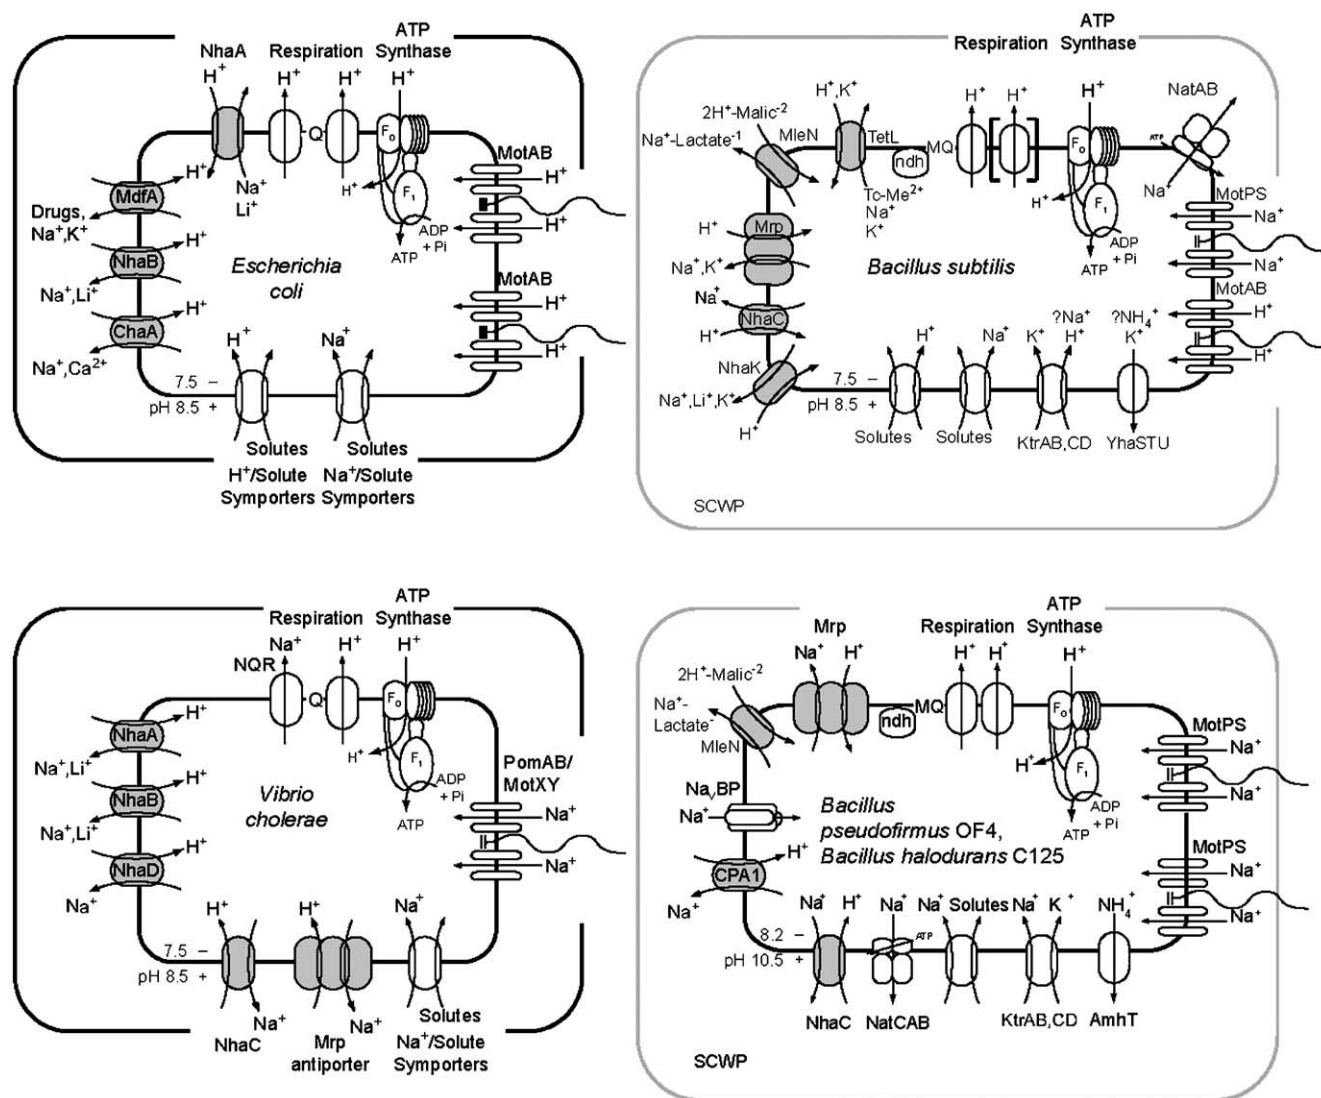 NhaA
H⁺
Respiration
H⁺
H⁺
ATP
Synthase
H⁺
Q
F₀
F₁
H⁺
ADP
+ Pi
ATP
Na⁺
Li⁺
H⁺
MdfA
Drugs,
Na⁺,K⁺
H⁺
NhaB
Na⁺,Li⁺
H⁺
ChaA
Na⁺,Ca²⁺
Escherichia
coli
MotAB
H⁺
H⁺
MotAB
H⁺
H⁺
7.5 –
pH 8.5 +
H⁺
Na⁺
Solutes
Solutes
H⁺/Solute
Symporters
Na⁺/Solute
Symporters
ATP
Respiration
Synthase
2H⁺-Malic⁻²
Na⁺-Lactate⁻¹
MleN
H⁺,K⁺
TetL
Tc-Me²⁺
Na⁺
K⁺
ndh
MQ
H⁺
H⁺
H⁺
F₀
F₁
H⁺
ADP
+ Pi
ATP
NatAB
ATP
Na⁺
H⁺
Mrp
Na⁺,K⁺
Na⁺
NhaC
H⁺
NhaK
Na⁺,Li⁺,K⁺
H⁺
Bacillus subtilis
MotPS
Na⁺
Na⁺
MotAB
H⁺
H⁺
7.5 –
pH 8.5 +
H⁺
Na⁺
K⁺
?Na⁺
H⁺
?NH₄⁺
K⁺
Solutes
Solutes
KtrAB,CD
YhaSTU
SCWP
Respiration
ATP
Synthase
NQR
Na⁺
H⁺
H⁺
Q
F₀
F₁
H⁺
ADP
+ Pi
ATP
H⁺
NhaA
Na⁺,Li⁺
H⁺
NhaB
Na⁺,Li⁺
H⁺
NhaD
Na⁺
Vibrio
cholerae
PomAB/
MotXY
Na⁺
Na⁺
7.5 –
pH 8.5 +
H⁺
H⁺
Na⁺
Na⁺
NhaC
Na⁺
Mrp
antiporter
Solutes
Na⁺/Solute
Symporters
Mrp
Respiration
ATP
Synthase
2H⁺-Malic⁻²
Na⁺-
Lactate⁻
MleN
Na⁺
H⁺
ndh
MQ
H⁺
H⁺
H⁺
F₀
F₁
H⁺
ADP
+ Pi
ATP
NaᵥBP
Na⁺
H⁺
CPA1
Na⁺
Bacillus
pseudofirmus OF4,
Bacillus halodurans C125
MotPS
Na⁺
Na⁺
MotPS
Na⁺
Na⁺
8.2 –
pH 10.5 +
Na⁺
H⁺
Na⁺
ATP
Na⁺
Solutes
Na⁺
K⁺
NH₄⁺
NhaC
NatCAB
KtrAB,CD
AmhT
SCWP